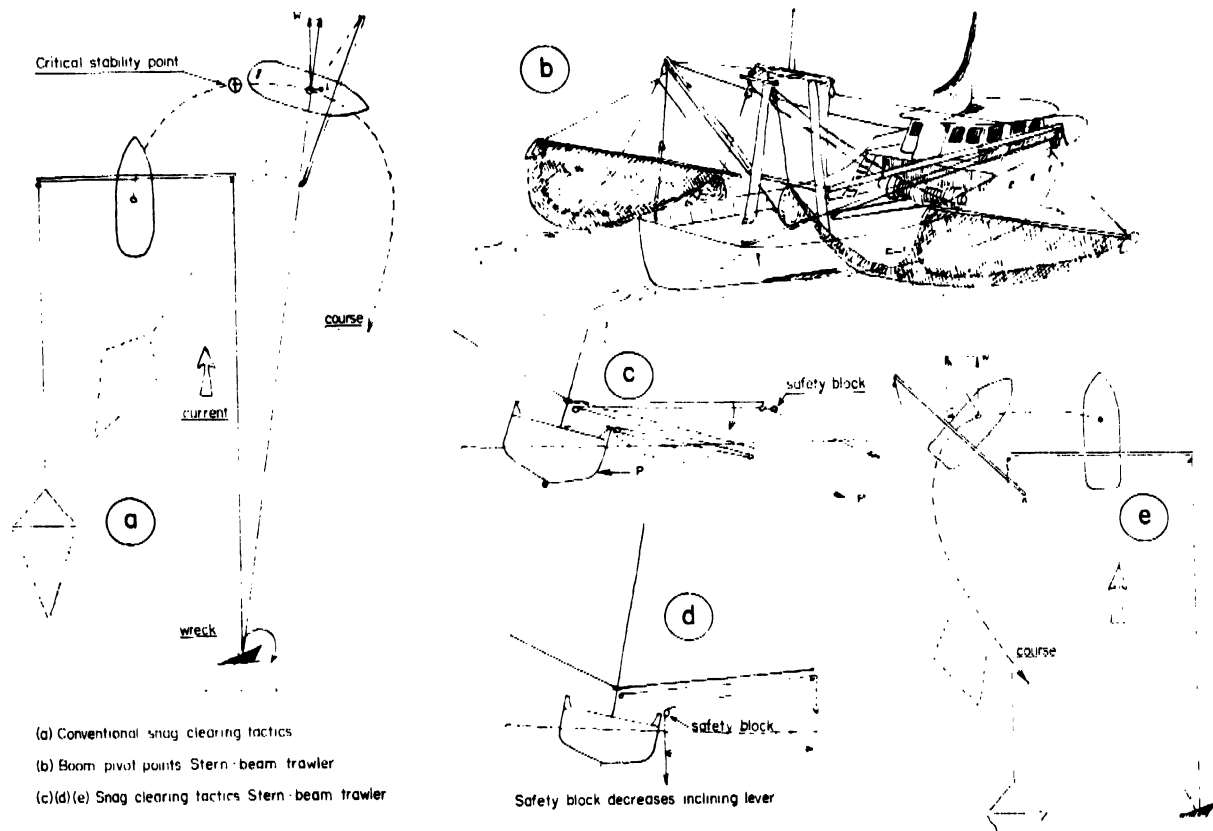 W
Critical stability point
course
current
a
wreck
(a) Conventional snag clearing tactics
(b) Boom pivot points Stern-beam trawler
(c)(d)(e) Snag clearing tactics Stern-beam trawler
b
c
safety block
P
P
d
safety block
Safety block decreases inclining lever
W
e
course